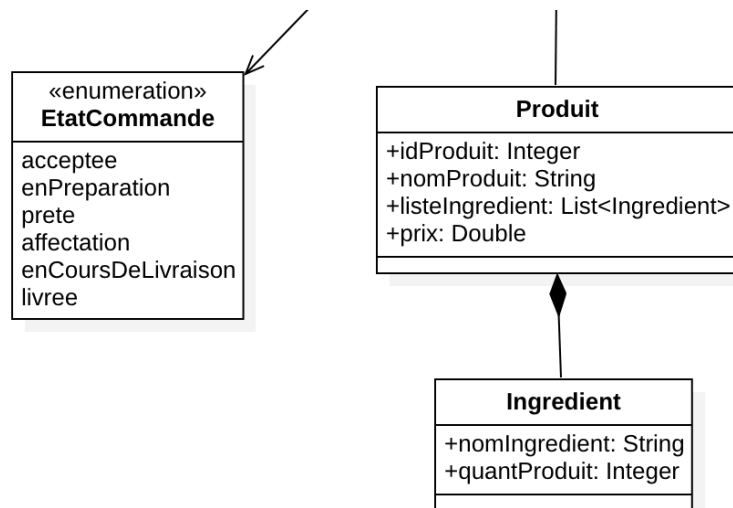 «enumeration»
EtatCommande
acceptee
enPreparation
prete
affectation
enCoursDeLivraison
livree
Produit
+idProduit: Integer
+nomProduit: String
+listeIngredient: List<Ingredient>
+prix: Double
Ingredient
+nomIngredient: String
+quantProduit: Integer